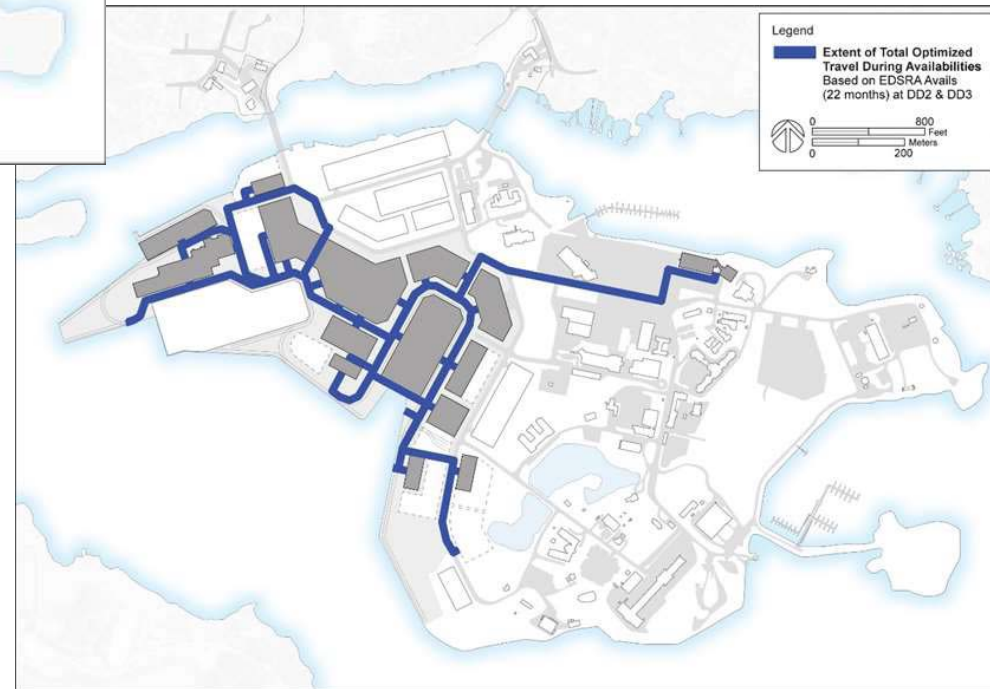 Legend
Extent of Total Optimized
Travel During Availabilities
Based on EDSRA Avails
(22 months) at DD2 & DD3
0 800
Feet
Meters
0 200